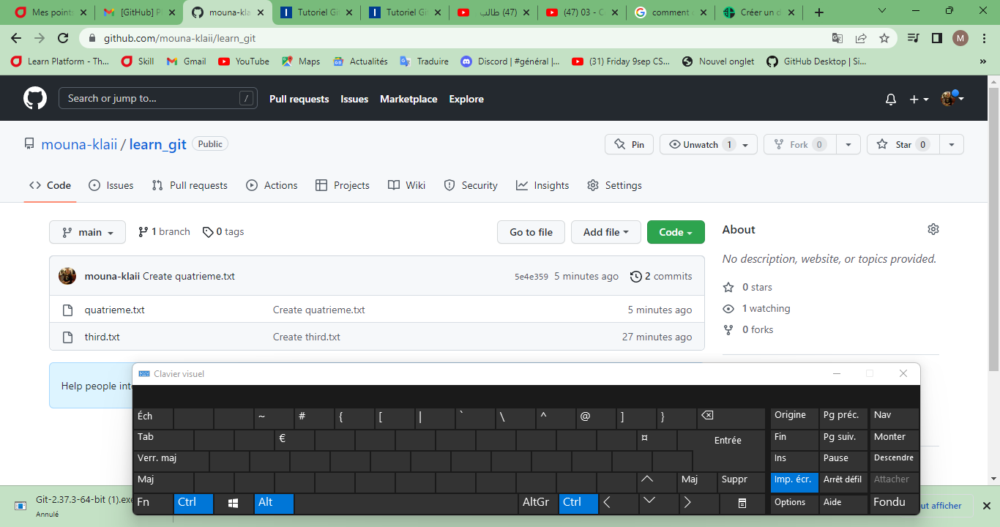 Mes points
[GitHub] P
mouna-kla
Tutoriel Gi
Tutoriel Gi
(47) طالب
(47) 03 - C
comment
Créer un d
github.com/mouna-klaii/learn_git
M
Learn Platform - Th...
Skill
Gmail
YouTube
Maps
Actualités
Traduire
Discord | #général |...
(31) Friday 9sep CS...
Nouvel onglet
GitHub Desktop | Si...
»
Search or jump to...
/
Pull requests
Issues
Marketplace
Explore
mouna-klaii / learn_git
Public
Pin
Unwatch 1
Fork 0
Star 0
Code
Issues
Pull requests
Actions
Projects
Wiki
Security
Insights
Settings
main
1 branch
0 tags
Go to file
Add file
Code
About
No description, website, or topics provided.
0 stars
1 watching
0 forks
mouna-klaii Create quatrieme.txt
5e4e359 5 minutes ago
2 commits
quatrieme.txt
Create quatrieme.txt
5 minutes ago
third.txt
Create third.txt
27 minutes ago
Help people int
Clavier visuel
Éch ~ # { [ | ` \ ^ @ ] }
Origine Pg préc. Nav
Tab € ¤ Entrée
Fin Pg suiv. Monter
Verr. maj
Ins Pause Descendre
Maj Maj Suppr
Imp. écr. Arrêt défil Attacher
Fn Ctrl Alt AltGr Ctrl
Options Aide Fondu
Git-2.37.3-64-bit (1).exe
Annulé
ut afficher